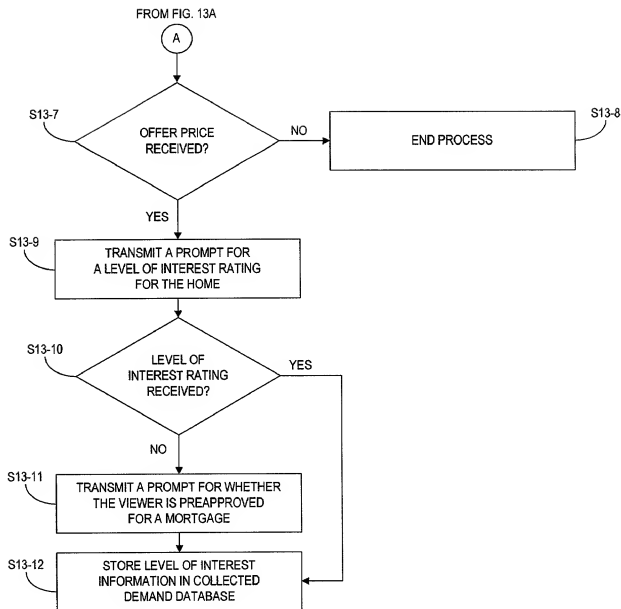 FROM FIG. 13A
A
S13-7
OFFER PRICE
RECEIVED?
NO
S13-8
END PROCESS
YES
S13-9
TRANSMIT A PROMPT FOR
A LEVEL OF INTEREST RATING
FOR THE HOME
S13-10
LEVEL OF
INTEREST RATING
RECEIVED?
YES
NO
S13-11
TRANSMIT A PROMPT FOR WHETHER
THE VIEWER IS PREAPPROVED
FOR A MORTGAGE
S13-12
STORE LEVEL OF INTEREST
INFORMATION IN COLLECTED
DEMAND DATABASE